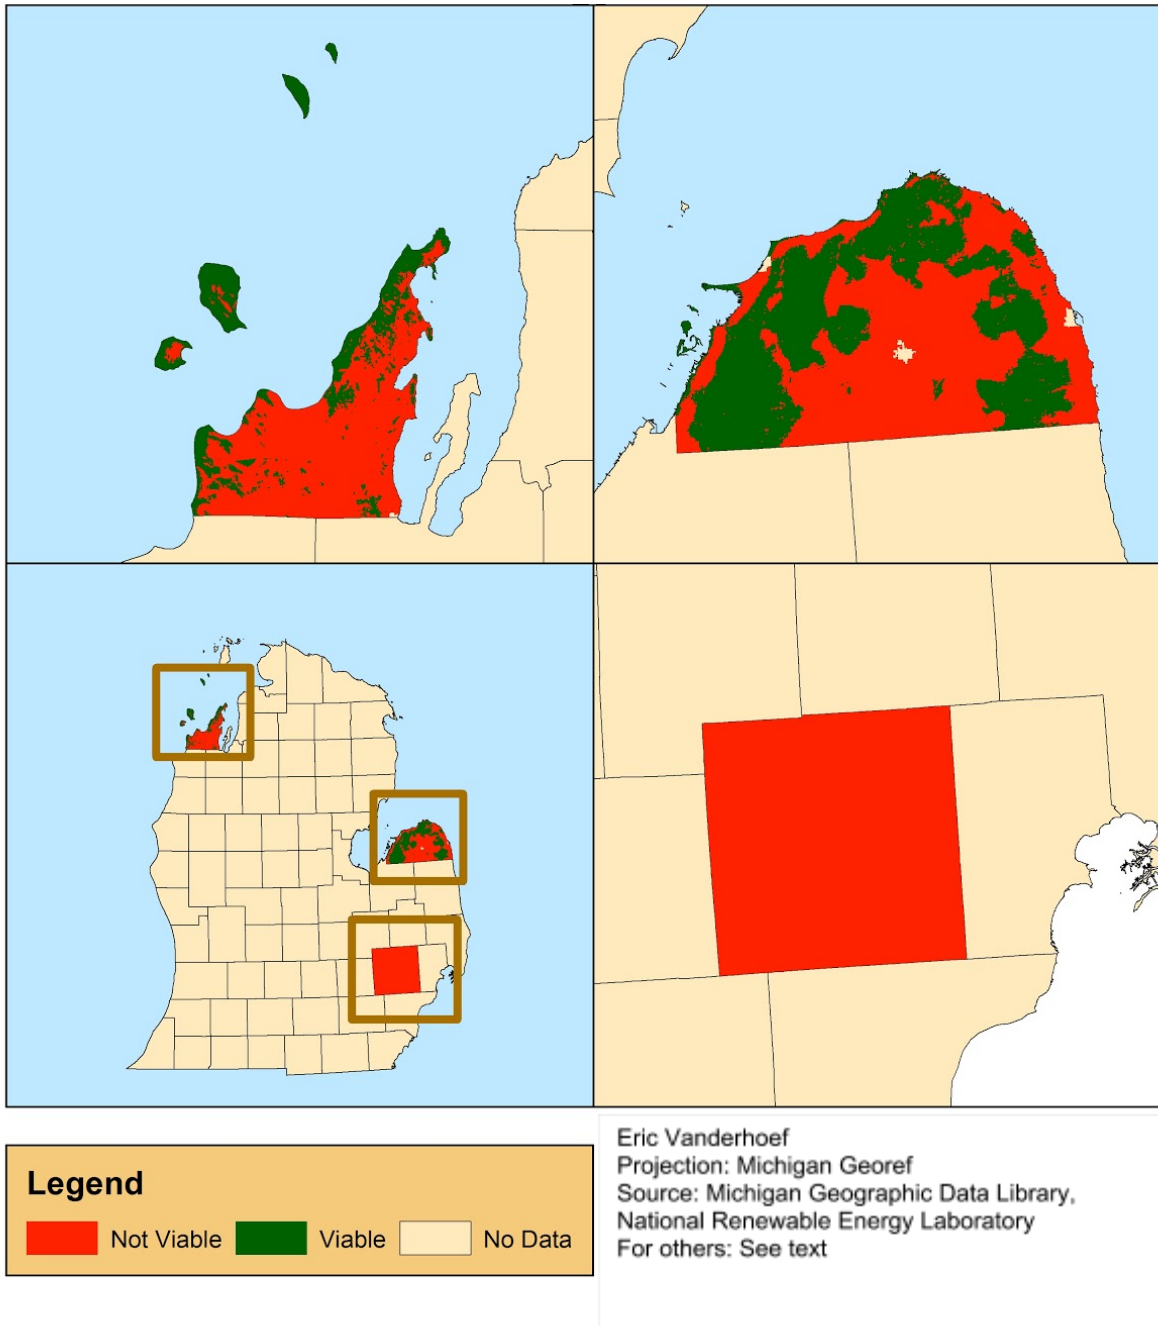 Legend
Not Viable
Viable
No Data
Eric Vanderhoef
Projection: Michigan Georef
Source: Michigan Geographic Data Library,
National Renewable Energy Laboratory
For others: See text